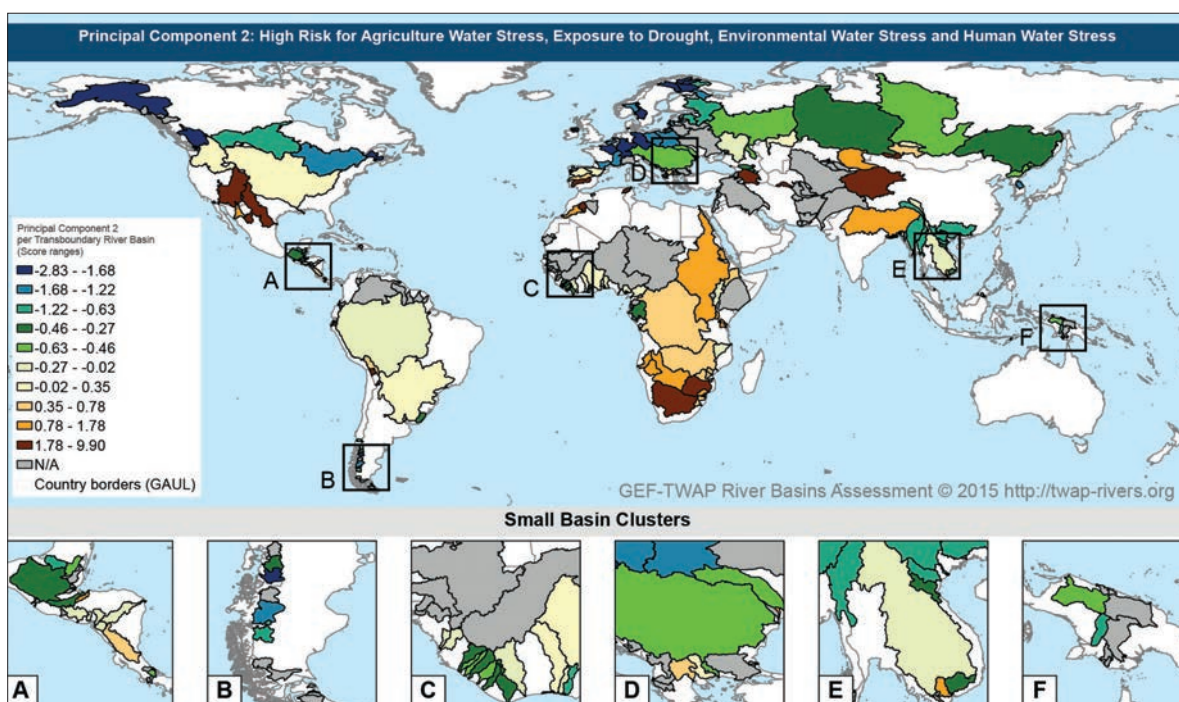 Principal Component 2: High Risk for Agriculture Water Stress, Exposure to Drought, Environmental Water Stress and Human Water Stress
Principal Component 2
per Transboundary River Basin
(Score ranges)
-2.83 - -1.68
-1.68 - -1.22
-1.22 - -0.63
-0.46 - -0.27
-0.63 - -0.46
-0.27 - -0.02
-0.02 - 0.35
0.35 - 0.78
0.78 - 1.78
1.78 - 9.90
N/A
Country borders (GAUL)
A
B
C
D
E
F
GEF-TWAP River Basins Assessment © 2015 http://twap-rivers.org
Small Basin Clusters
A
B
C
D
E
F